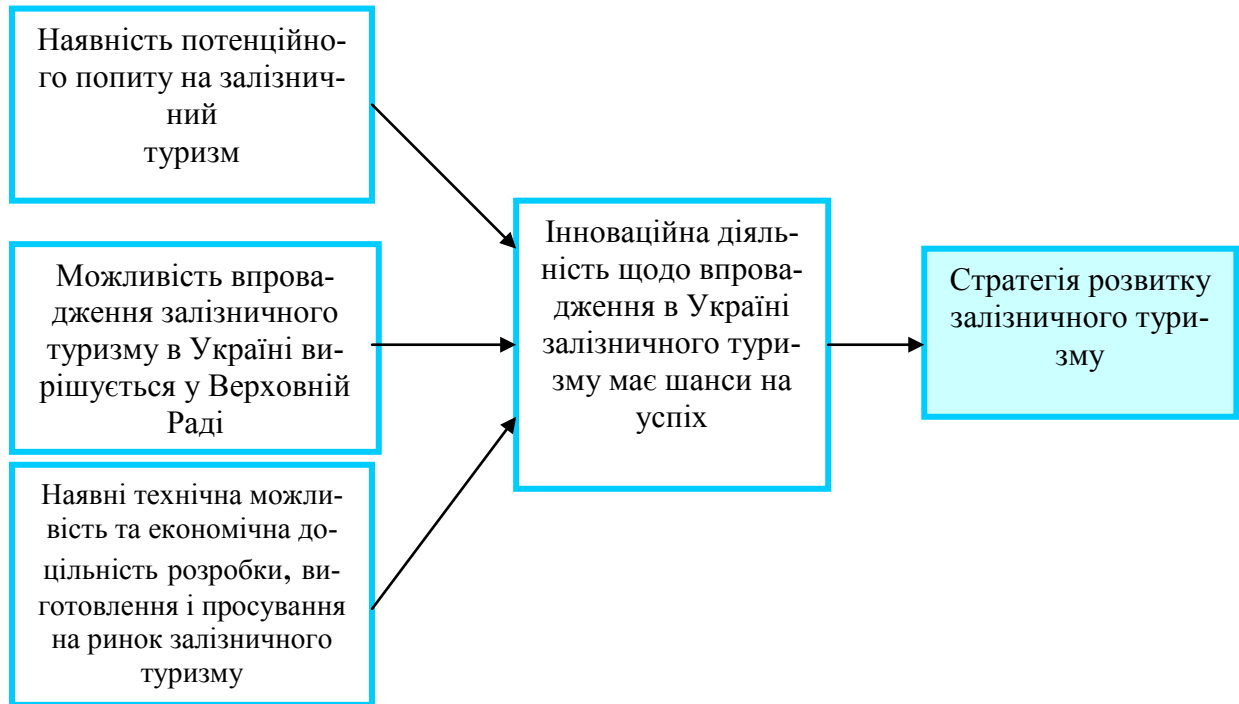 Наявність потенційно-
го попиту на залізнич-
ний
туризм
Можливість впрова-
дження залізничного
туризму в Україні ви-
рішується у Верховній
Раді
Наявні технічна можли-
вість та економічна до-
цільність розробки, ви-
готовлення і просування
на ринок залізничного
туризму
Інноваційна діяль-
ність щодо впрова-
дження в Україні
залізничного тури-
зму має шанси на
успіх
Стратегія розвитку
залізничного тури-
зму